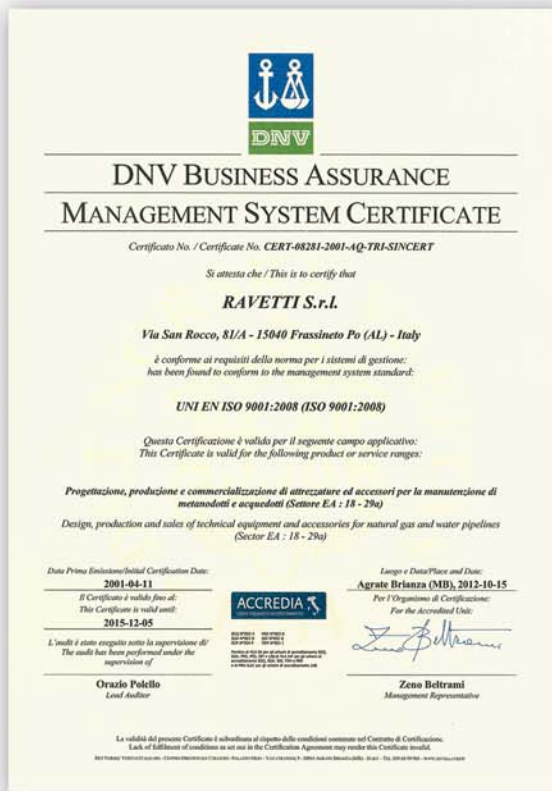 DNV
DNV BUSINESS ASSURANCE
MANAGEMENT SYSTEM CERTIFICATE
Certificato No. / Certificate No. CERT-08281-2001-AQ-TRI-SINCERT
Si attesta che / This is to certify that
RAVETTI S.r.l.
Via San Rocco, 81/A - 15040 Frassineto Po (AL) - Italy
è conforme ai requisiti della norma per i sistemi di gestione:
has been found to conform to the management system standard:
UNI EN ISO 9001:2008 (ISO 9001:2008)
Questa Certificazione è valida per il seguente campo applicativo:
This Certificate is valid for the following product or service ranges:
Progettazione, produzione e commercializzazione di attrezzature ed accessori per la manutenzione di
metanodotti e acquedotti (Settore EA : 18 - 29a)
Design, production and sales of technical equipment and accessories for natural gas and water pipelines
(Sector EA : 18 - 29a)
Data Prima Emissione/Initial Certification Date:
2001-04-11
Il Certificato è valido fino al:
This Certificate is valid until:
2015-12-05
L'audit è stato eseguito sotto la supervisione di/
The audit has been performed under the
supervision of
Orazio Polello
Lead Auditor
ACCREDIA
Luogo e Data/Place and Date:
Agrate Brianza (MB), 2012-10-15
Per l'Organismo di Certificazione:
For the Accredited Unit:
Zeno Beltrami
Zeno Beltrami
Management Representative
La validità del presente Certificato è subordinata al rispetto delle condizioni contenute nel Contratto di Certificazione.
Lack of fulfilment of conditions as set out in the Certification Agreement may render this Certificate invalid.